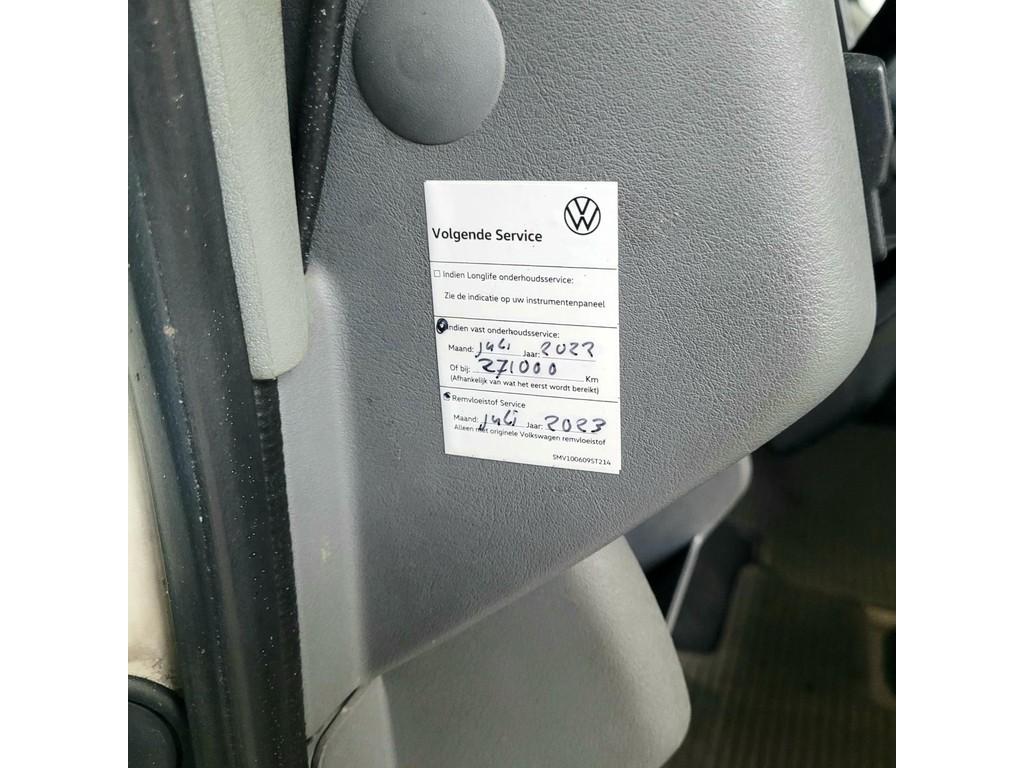 Volgende Service
Indien Longlife onderhoudsservice:
Zie de indicatie op uw instrumentenpaneel
Indien vast onderhoudsservice:
Maand: juli Jaar: 2022
Of bij: 271000 Km
(Afhankelijk van wat het eerst wordt bereikt)
Remvloeistof Service
Maand: juli Jaar: 2023
Alleen met originele Volkswagen remvloeistof
5MV100609ST214